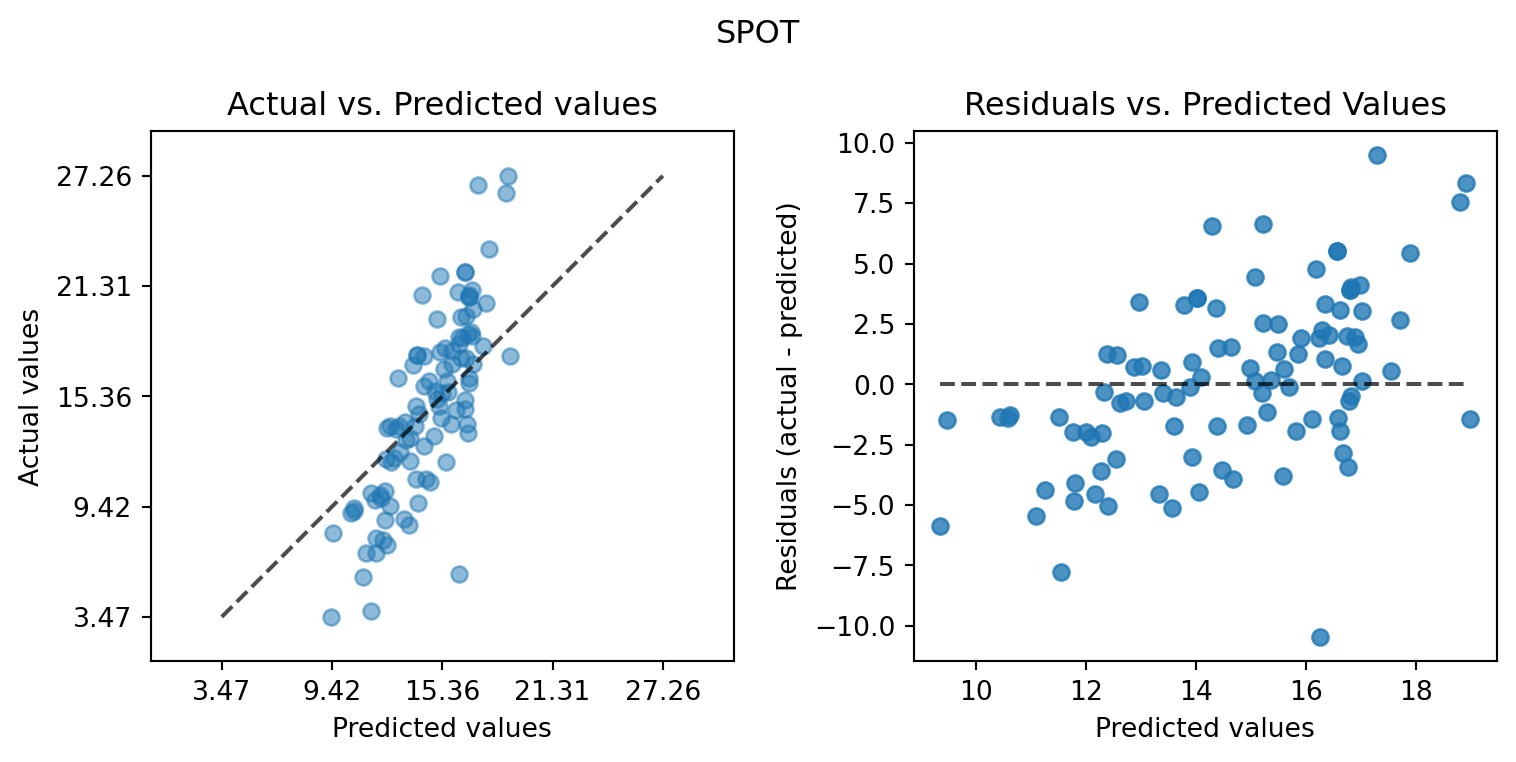 SPOT
Actual vs. Predicted values
27.26
21.31
15.36
9.42
3.47
Actual values
3.47 9.42 15.36 21.31 27.26
Predicted values
Residuals vs. Predicted Values
10.0
7.5
5.0
2.5
0.0
−2.5
−5.0
−7.5
−10.0
Residuals (actual - predicted)
10 12 14 16 18
Predicted values